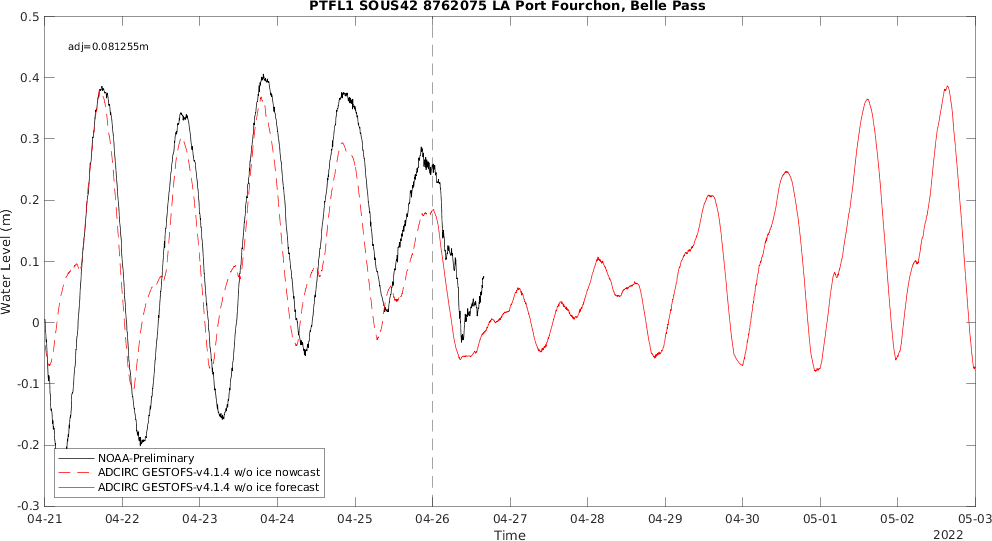 PTFL1 SOUS42 8762075 LA Port Fourchon, Belle Pass
adj=0.081255m
0.5
0.4
0.3
0.2
0.1
0
-0.1
-0.2
-0.3
Water Level (m)
NOAA-Preliminary
ADCIRC GESTOFS-v4.1.4 w/o ice nowcast
ADCIRC GESTOFS-v4.1.4 w/o ice forecast
04-21 04-22 04-23 04-24 04-25 04-26 04-27 04-28 04-29 04-30 05-01 05-02 05-03
Time
2022